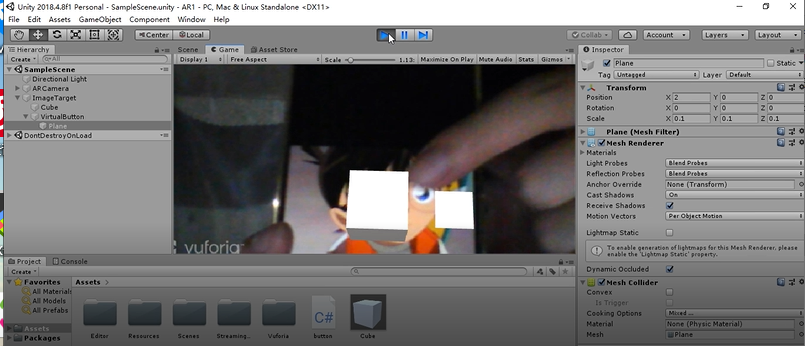 Unity 2018.4.8f1 Personal - SampleScene.unity - AR1 - PC, Mac & Linux Standalone <DX11>
File Edit Assets GameObject Component Window Help
Center Local Collab Account Layers Layout
Hierarchy Scene Game Asset Store Inspector
Create All Display 1 Free Aspect Scale 1.13 Maximize On Play Mute Audio Stats Gizmos Plane Static
SampleScene Tag Untagged Layer Default
Directional Light Transform
ARCamera Position X 2 Y 0 Z 0
ImageTarget Rotation X 0 Y 0 Z 0
Cube Scale X 0.1 Y 0.1 Z 0.1
VirtualButton Plane (Mesh Filter)
Plane Mesh Renderer
DontDestroyOnLoad Materials
Light Probes Blend Probes
Reflection Probes Blend Probes
Anchor Override None (Transform)
Cast Shadows On
Receive Shadows
Motion Vectors Per Object Motion
Lightmap Static
vuforia
To enable generation of lightmaps for this Mesh Renderer, please
enable the 'Lightmap Static' property.
Project Console
Create Dynamic Occluded
Favorites Assets Mesh Collider
All Materials Convex
All Models Is Trigger
All Prefabs Cooking Options Mixed ...
Assets Material None (Physic Material)
Packages Editor Resources Scenes Streaming... Vuforia C# button Cube Mesh Plane